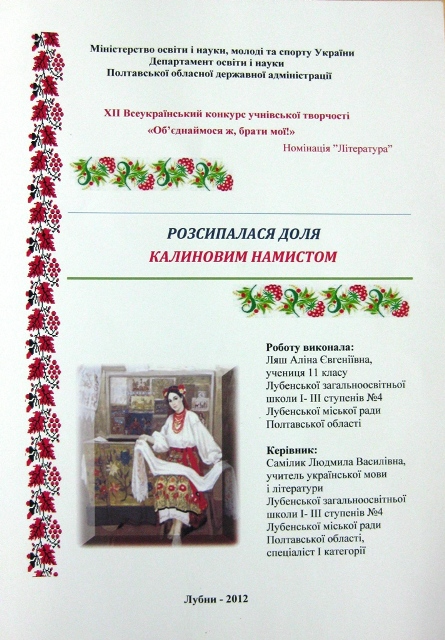 Міністерство освіти і науки, молоді та спорту України
Департамент освіти і науки
Полтавської обласної державної адміністрації
XII Всеукраїнський конкурс учнівської творчості
«Об'єднаймося ж, брати мої!»
Номінація "Література"
РОЗСИПАЛАСЯ ДОЛЯ
КАЛИНОВИМ НАМИСТОМ
Роботу виконала:
Ляш Аліна Євгеніївна,
учениця 11 класу
Лубенської загальноосвітньої
школи I- III ступенів №4
Лубенської міської ради
Полтавської області
Керівник:
Самілик Людмила Василівна,
учитель української мови
і літератури
Лубенської загальноосвітньої
школи I- III ступенів №4
Лубенської міської ради
Полтавської області,
спеціаліст I категорії
Лубни - 2012